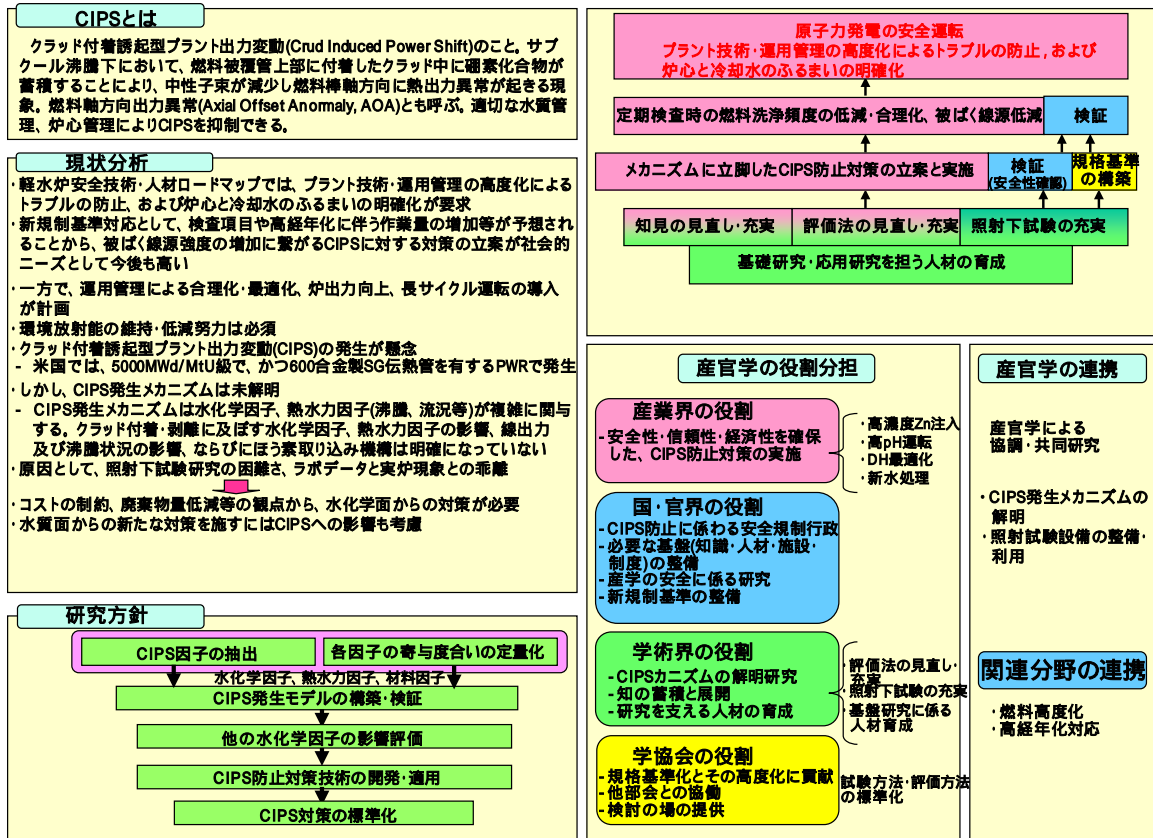 CIPSとは
クラッド付着誘起型プラント出力変動(Crud Induced Power Shift)のこと。サブ
クール沸騰下において、燃料被覆管上部に付着したクラッド中に硼素化合物が
蓄積することにより、中性子束が減少し燃料棒軸方向に熱出力異常が起きる現
象。燃料軸方向出力異常(Axial Offset Anormaly, AOA)とも呼ぶ。適切な水質管
理、炉心管理によりCIPSを抑制できる。
現状分析
・軽水炉安全技術・人材ロードマップでは、プラント技術・運用管理の高度化による
トラブルの防止、および炉心と冷却水のふるまいの明確化が要求
・新規制基準対応として、検査項目や高経年化に伴う作業量の増加等が予想され
ることから、被ばく線源強度の増加に繋がるCIPSに対する対策の立案が社会的
ニーズとして今後も高い
・一方で、運用管理による合理化・最適化、炉出力向上、長サイクル運転の導入
が計画
・環境放射能の維持・低減努力は必須
・クラッド付着誘起型プラント出力変動(CIPS)の発生が懸念
- 米国では、5000MWd/MtU級で、かつ600合金製SG伝熱管を有するPWRで発生
・しかし、CIPS発生メカニズムは未解明
- CIPS発生メカニズムは水化学因子、熱水力因子(沸騰、流況等)が複雑に関与
する。クラッド付着・剥離に及ぼす水化学因子、熱水力因子の影響、線出力
及び沸騰状況の影響、ならびにほう素取り込み機構は明確になっていない
・原因として、照射下試験研究の困難さ、ラボデータと実炉現象との乖離
・コストの制約、廃棄物量低減等の観点から、水化学面からの対策が必要
・水質面からの新たな対策を施すにはCIPSへの影響も考慮
研究方針
CIPS因子の抽出
各因子の寄与度合いの定量化
水化学因子、熱水力因子、材料因子
CIPS発生モデルの構築・検証
他の水化学因子の影響評価
CIPS防止対策技術の開発・適用
CIPS対策の標準化
原子力発電の安全運転
プラント技術・運用管理の高度化によるトラブルの防止，および
炉心と冷却水のふるまいの明確化
定期検査時の燃料洗浄頻度の低減・合理化、被ばく線源低減
検証
メカニズムに立脚したCIPS防止対策の立案と実施
検証
(安全性確認)
規格基準
の構築
知見の見直し・充実
評価法の見直し・充実
照射下試験の充実
基礎研究・応用研究を担う人材の育成
産官学の役割分担
産業界の役割
- 安全性・信頼性・経済性を確保
した、CIPS防止対策の実施
・高濃度Zn注入
・高pH運転
・DH最適化
・新水処理
国・官界の役割
- CIPS防止に係わる安全規制行政
- 必要な基盤(知識・人材・施設・
制度)の整備
- 産学の安全に係る研究
- 新規制基準の整備
学術界の役割
- CIPSカニズムの解明研究
- 知の蓄積と展開
- 研究を支える人材の育成
・評価法の見直し・
充実
・照射下試験の充実
・基盤研究に係る
人材育成
学協会の役割
- 規格基準化とその高度化に貢献
- 他部会との協働
- 検討の場の提供
試験方法・評価方法
の標準化
産官学の連携
産官学による
協調・共同研究
・CIPS発生メカニズムの
解明
・照射試験設備の整備・
利用
関連分野の連携
・燃料高度化
・高経年化対応